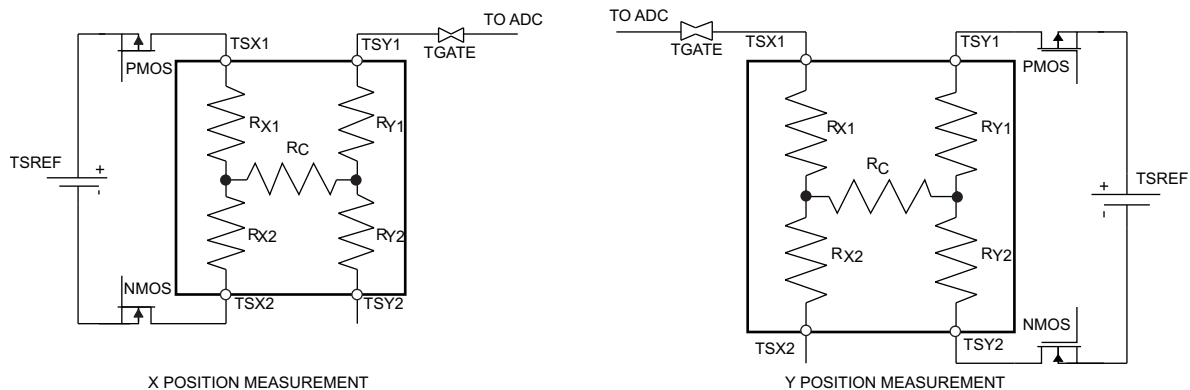 TO ADC
TSX1
TSY1
TGATE
PMOS
RX1
RY1
RC
TSREF
+
-
RX2
RY2
NMOS
TSX2
TSY2
X POSITION MEASUREMENT
TO ADC
TSX1
TGATE
TSY1
PMOS
RX1
RY1
RC
TSREF
+
-
RX2
RY2
NMOS
TSX2
TSY2
Y POSITION MEASUREMENT